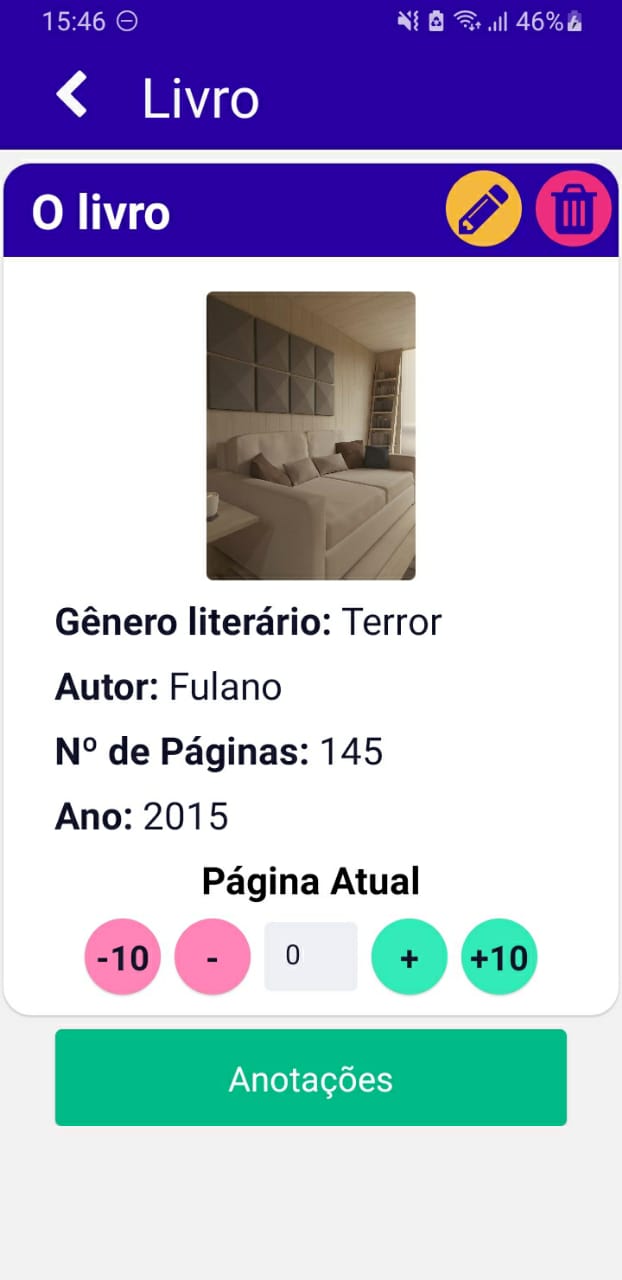 15:46 46%
Livro
O livro
Gênero literário: Terror
Autor: Fulano
Nº de Páginas: 145
Ano: 2015
Página Atual
-10 - 0 + +10
Anotações